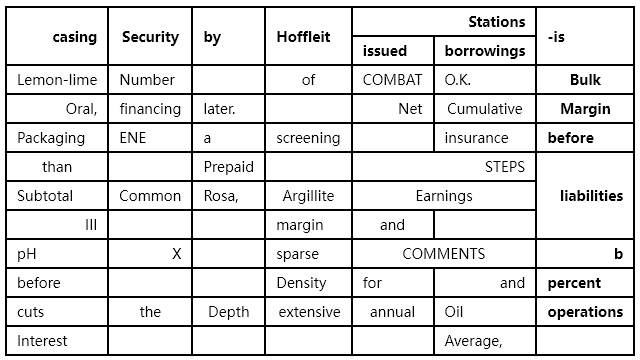 casing Security by Hoffleit Stations -is
issued borrowings
Lemon-lime Number of COMBAT O.K. Bulk
Oral, financing later. Net Cumulative Margin
Packaging ENE a screening insurance before
than Prepaid STEPS
Subtotal Common Rosa, Argillite Earnings liabilities
III margin and
pH X sparse COMMENTS b
before Density for and percent
cuts the Depth extensive annual Oil operations
Interest Average,